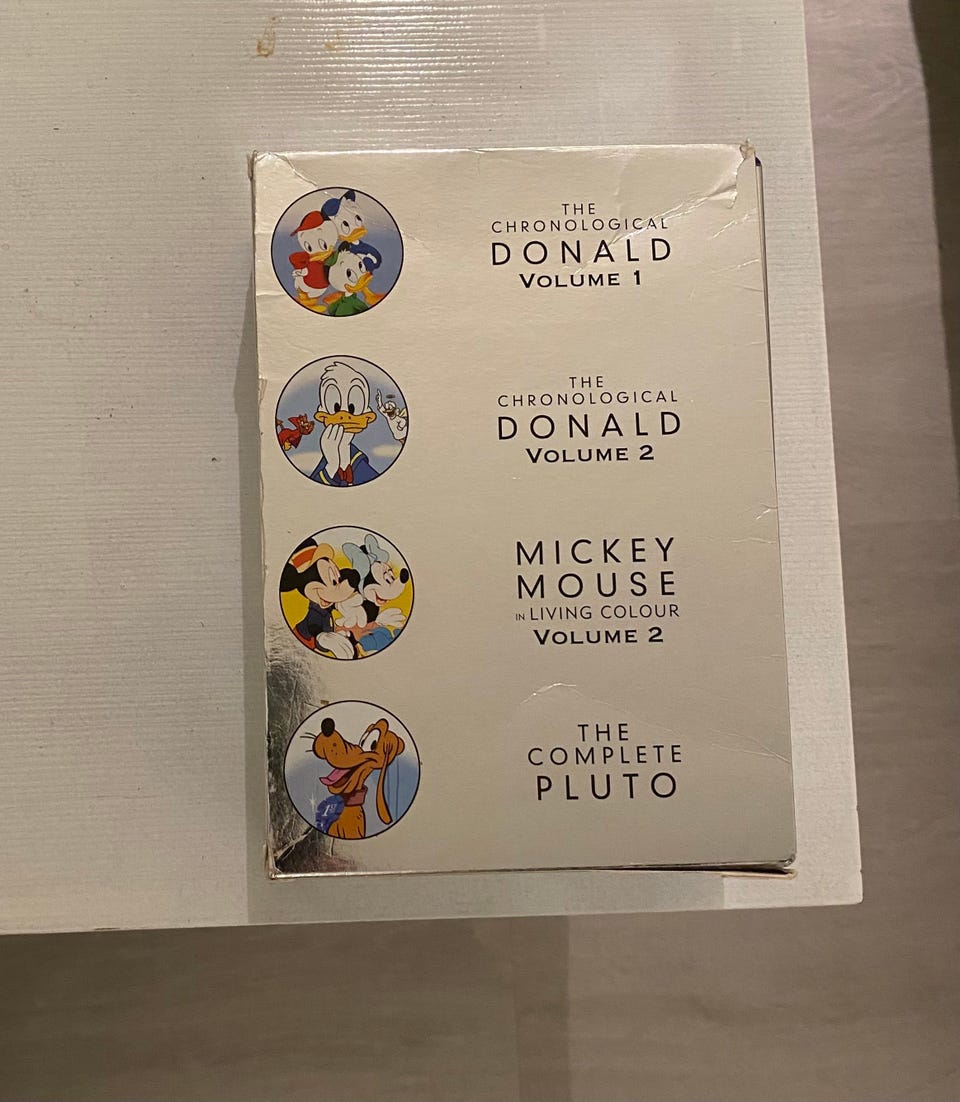 THE
CHRONOLOGICAL
DONALD
VOLUME 1
THE
CHRONOLOGICAL
DONALD
VOLUME 2
MICKEY
MOUSE
IN LIVING COLOUR
VOLUME 2
THE
COMPLETE
PLUTO
1ST